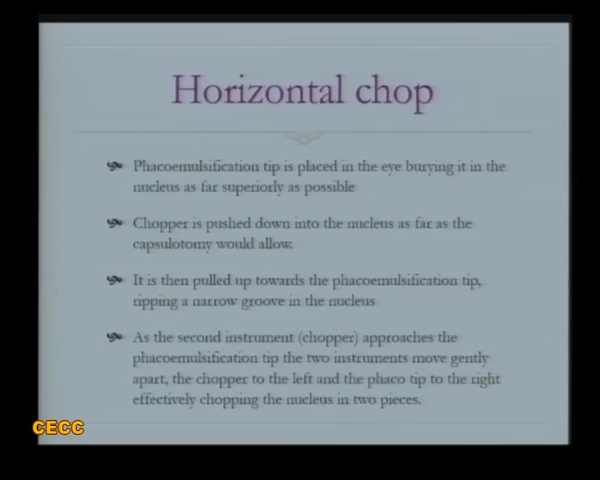 Horizontal chop
Phacoemulsification tip is placed in the eye burying it in the
nucleus as far superiorly as possible
Chopper is pushed down into the nucleus as far as the
capsulotomy would allow.
It is then pulled up towards the phacoemulsification tip,
ripping a narrow groove in the nucleus
As the second instrument (chopper) approaches the
phacoemulsification tip the two instruments move gently
apart, the chopper to the left and the phaco tip to the right
effectively chopping the nucleus in two pieces.
CECC